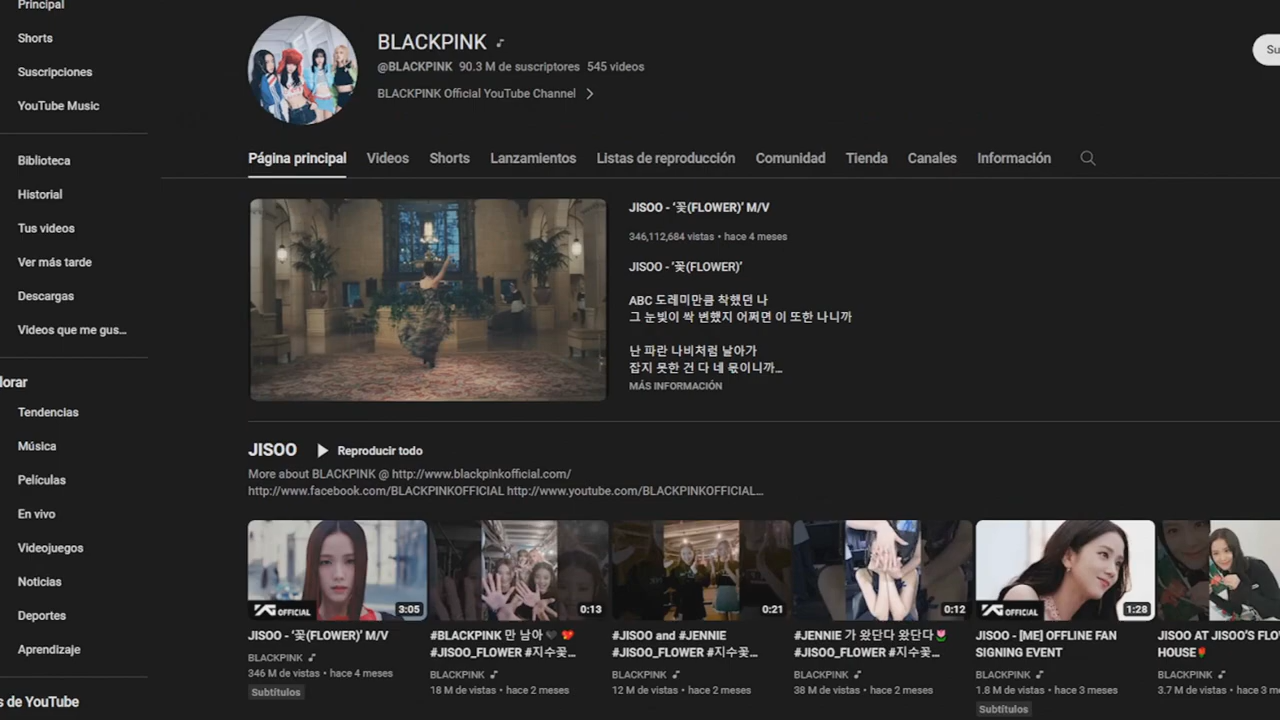 Principal
Shorts
Suscripciones
YouTube Music
Biblioteca
Historial
Tus videos
Ver más tarde
Descargas
Videos que me gus...
lorar
Tendencias
Música
Películas
En vivo
Videojuegos
Noticias
Deportes
Aprendizaje
s de YouTube
BLACKPINK
@BLACKPINK 90.3 M de suscriptores 545 videos
BLACKPINK Official YouTube Channel
Su
Página principal Videos Shorts Lanzamientos Listas de reproducción Comunidad Tienda Canales Información
JISOO - ‘꽃(FLOWER)’ M/V
346,112,684 vistas • hace 4 meses
JISOO - ‘꽃(FLOWER)’
ABC 도레미만큼 착했던 나
그 눈빛이 싹 변했지 어쩌면 이 또한 나니까
난 파란 나비처럼 날아가
잡지 못한 건 다 네 몫이니까...
MÁS INFORMACIÓN
JISOO Reproducir todo
More about BLACKPINK @ http://www.blackpinkofficial.com/
http://www.facebook.com/BLACKPINKOFFICIAL http://www.youtube.com/BLACKPINKOFFICIAL...
YG OFFICIAL 3:05
JISOO - ‘꽃(FLOWER)’ M/V
BLACKPINK
346 M de vistas • hace 4 meses
Subtítulos
0:13
#BLACKPINK 만 남아🖤💖
#JISOO_FLOWER #지수꽃...
BLACKPINK
18 M de vistas • hace 2 meses
0:21
#JISOO and #JENNIE
#JISOO_FLOWER #지수꽃...
BLACKPINK
12 M de vistas • hace 2 meses
0:12
#JENNIE 가 왔단다 왔단다🌷
#JISOO_FLOWER #지수꽃...
BLACKPINK
38 M de vistas • hace 2 meses
YG OFFICIAL 1:28
JISOO - [ME] OFFLINE FAN
SIGNING EVENT
BLACKPINK
1.8 M de vistas • hace 3 meses
Subtítulos
JISOO AT JISOO'S FLO
HOUSE🌹
BLACKPINK
3.7 M de vistas • hace 3 m